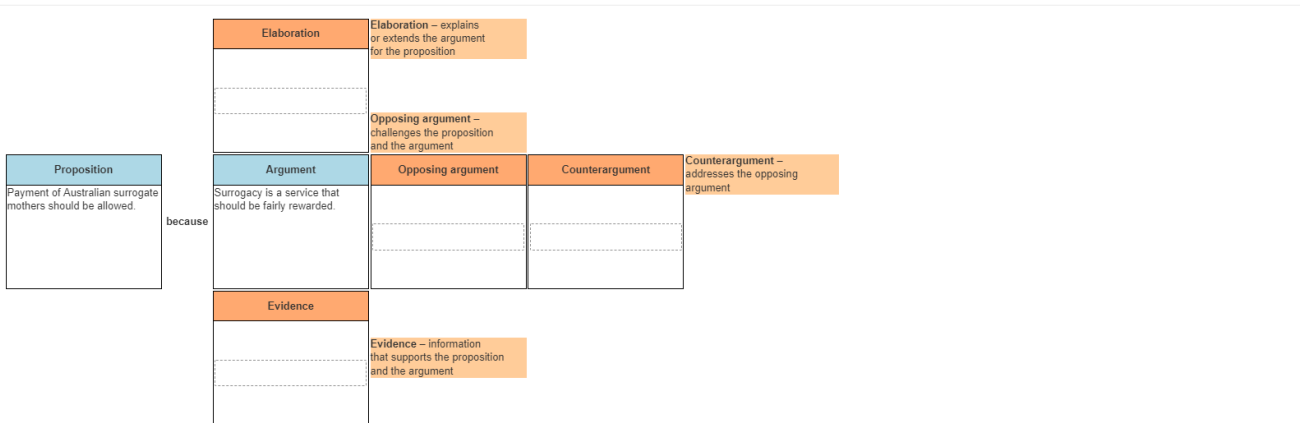 Elaboration
Elaboration – explains
or extends the argument
for the proposition
Opposing argument –
challenges the proposition
and the argument
Proposition
Payment of Australian surrogate
mothers should be allowed.
because
Argument
Surrogacy is a service that
should be fairly rewarded.
Opposing argument
Counterargument
Counterargument –
addresses the opposing
argument
Evidence
Evidence – information
that supports the proposition
and the argument